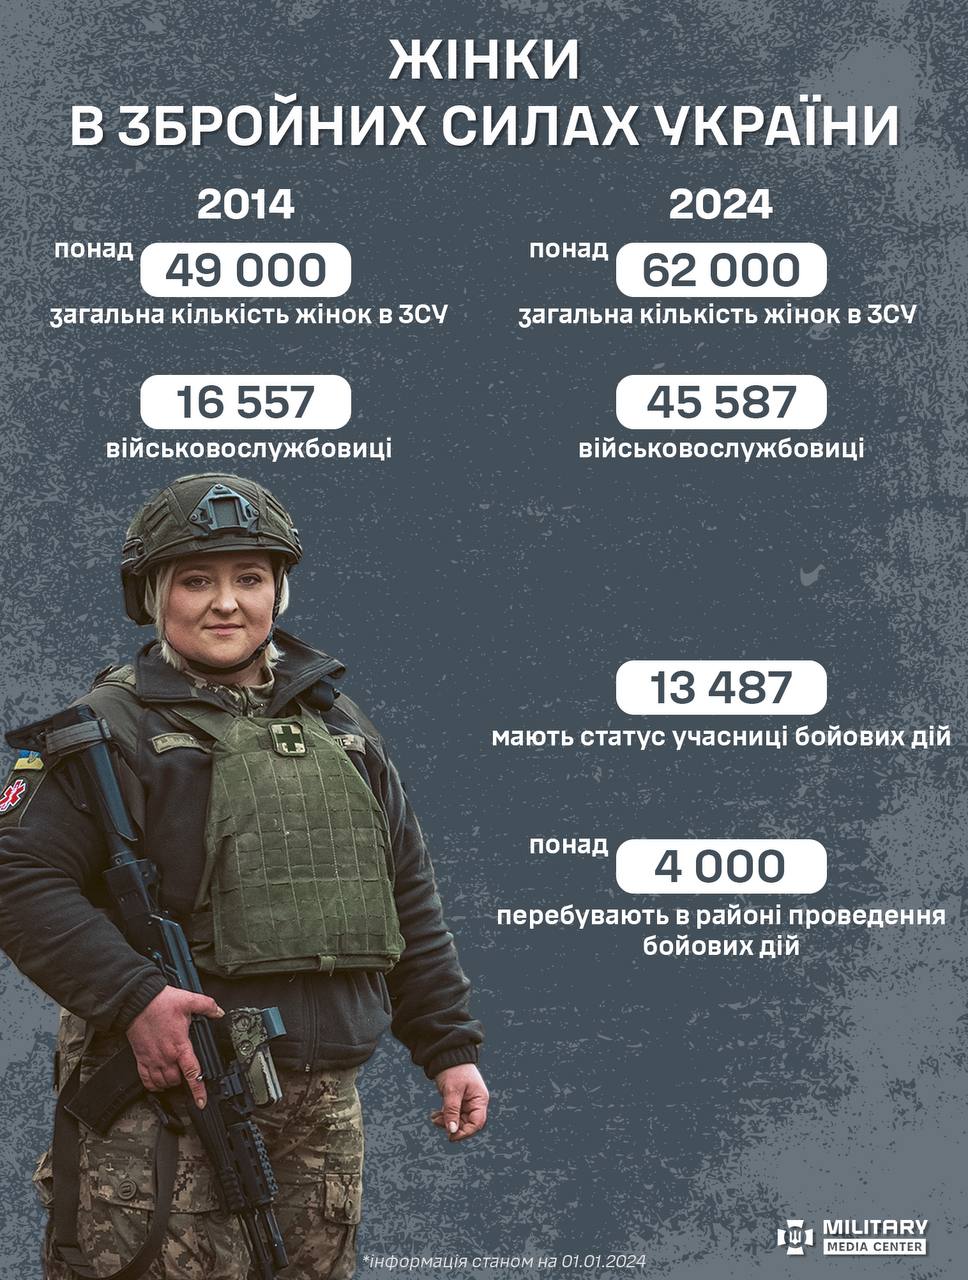 ЖІНКИ
В ЗБРОЙНИХ СИЛАХ УКРАЇНИ
2014
понад
49 000
загальна кількість жінок в ЗСУ
16 557
військовослужбовиці
2024
понад
62 000
загальна кількість жінок в ЗСУ
45 587
військовослужбовиці
13 487
мають статус учасниці бойових дій
понад
4 000
перебувають в районі проведення
бойових дій
MILITARY
MEDIA CENTER
*інформація станом на 01.01.2024